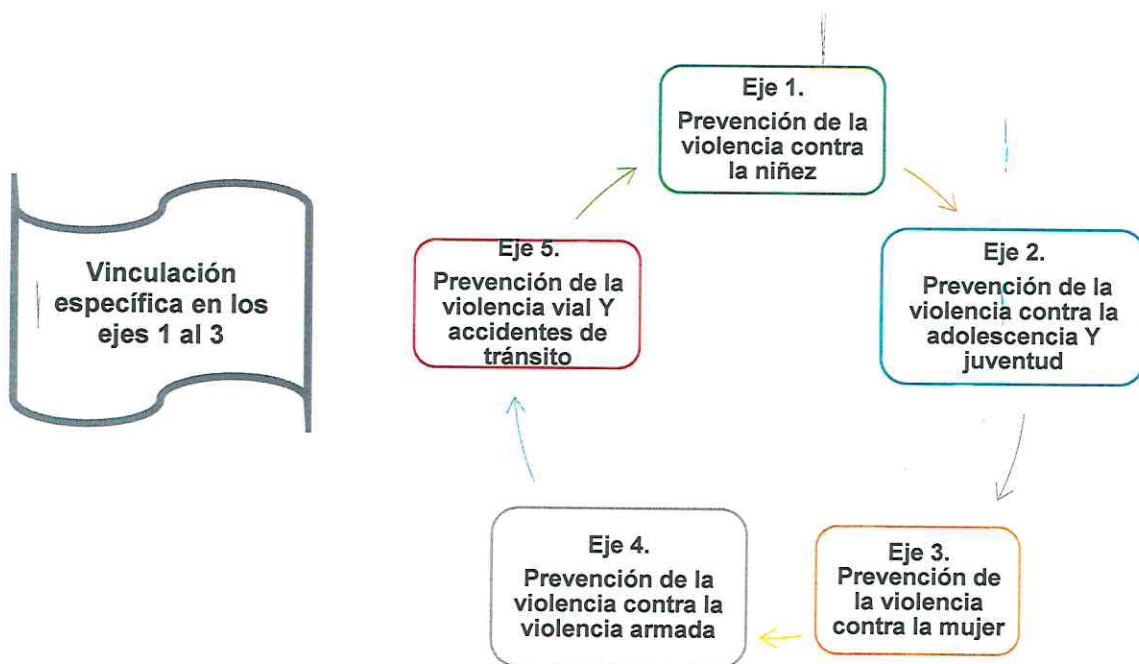 Vinculación
específica en los
ejes 1 al 3
Eje 1.
Prevención de la
violencia contra
la niñez
Eje 2.
Prevención de la
violencia contra la
adolescencia Y
juventud
Eje 3.
Prevención de
la violencia
contra la mujer
Eje 4.
Prevención de la
violencia contra la
violencia armada
Eje 5.
Prevención de la
violencia vial Y
accidentes de
tránsito